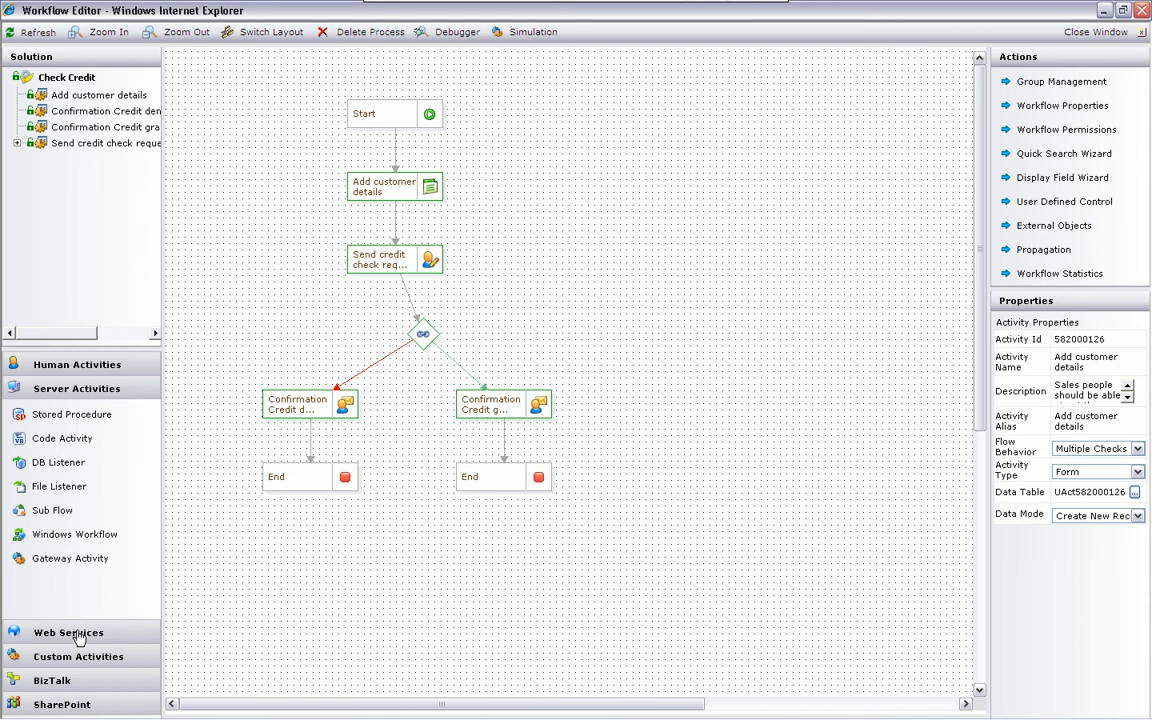 Workflow Editor - Windows Internet Explorer
Refresh Zoom In Zoom Out Switch Layout Delete Process Debugger Simulation Close Window
Solution
Check Credit
Add customer details
Confirmation Credit den
Confirmation Credit gra
Send credit check reque
Human Activities
Server Activities
Stored Procedure
Code Activity
DB Listener
File Listener
Sub Flow
Windows Workflow
Gateway Activity
Web Services
Custom Activities
BizTalk
SharePoint
Start
Add customer
details
Send credit
check req...
Confirmation
Credit d...
Confirmation
Credit g...
End
End
Actions
Group Management
Workflow Properties
Workflow Permissions
Quick Search Wizard
Display Field Wizard
User Defined Control
External Objects
Propagation
Workflow Statistics
Properties
Activity Properties
Activity Id 582000126
Activity
Name
Add customer
details
Description
Sales people
should be able
Activity
Alias
Add customer
details
Flow
Behavior
Multiple Checks
Activity
Type
Form
Data Table UAct582000126 ...
Data Mode Create New Rec